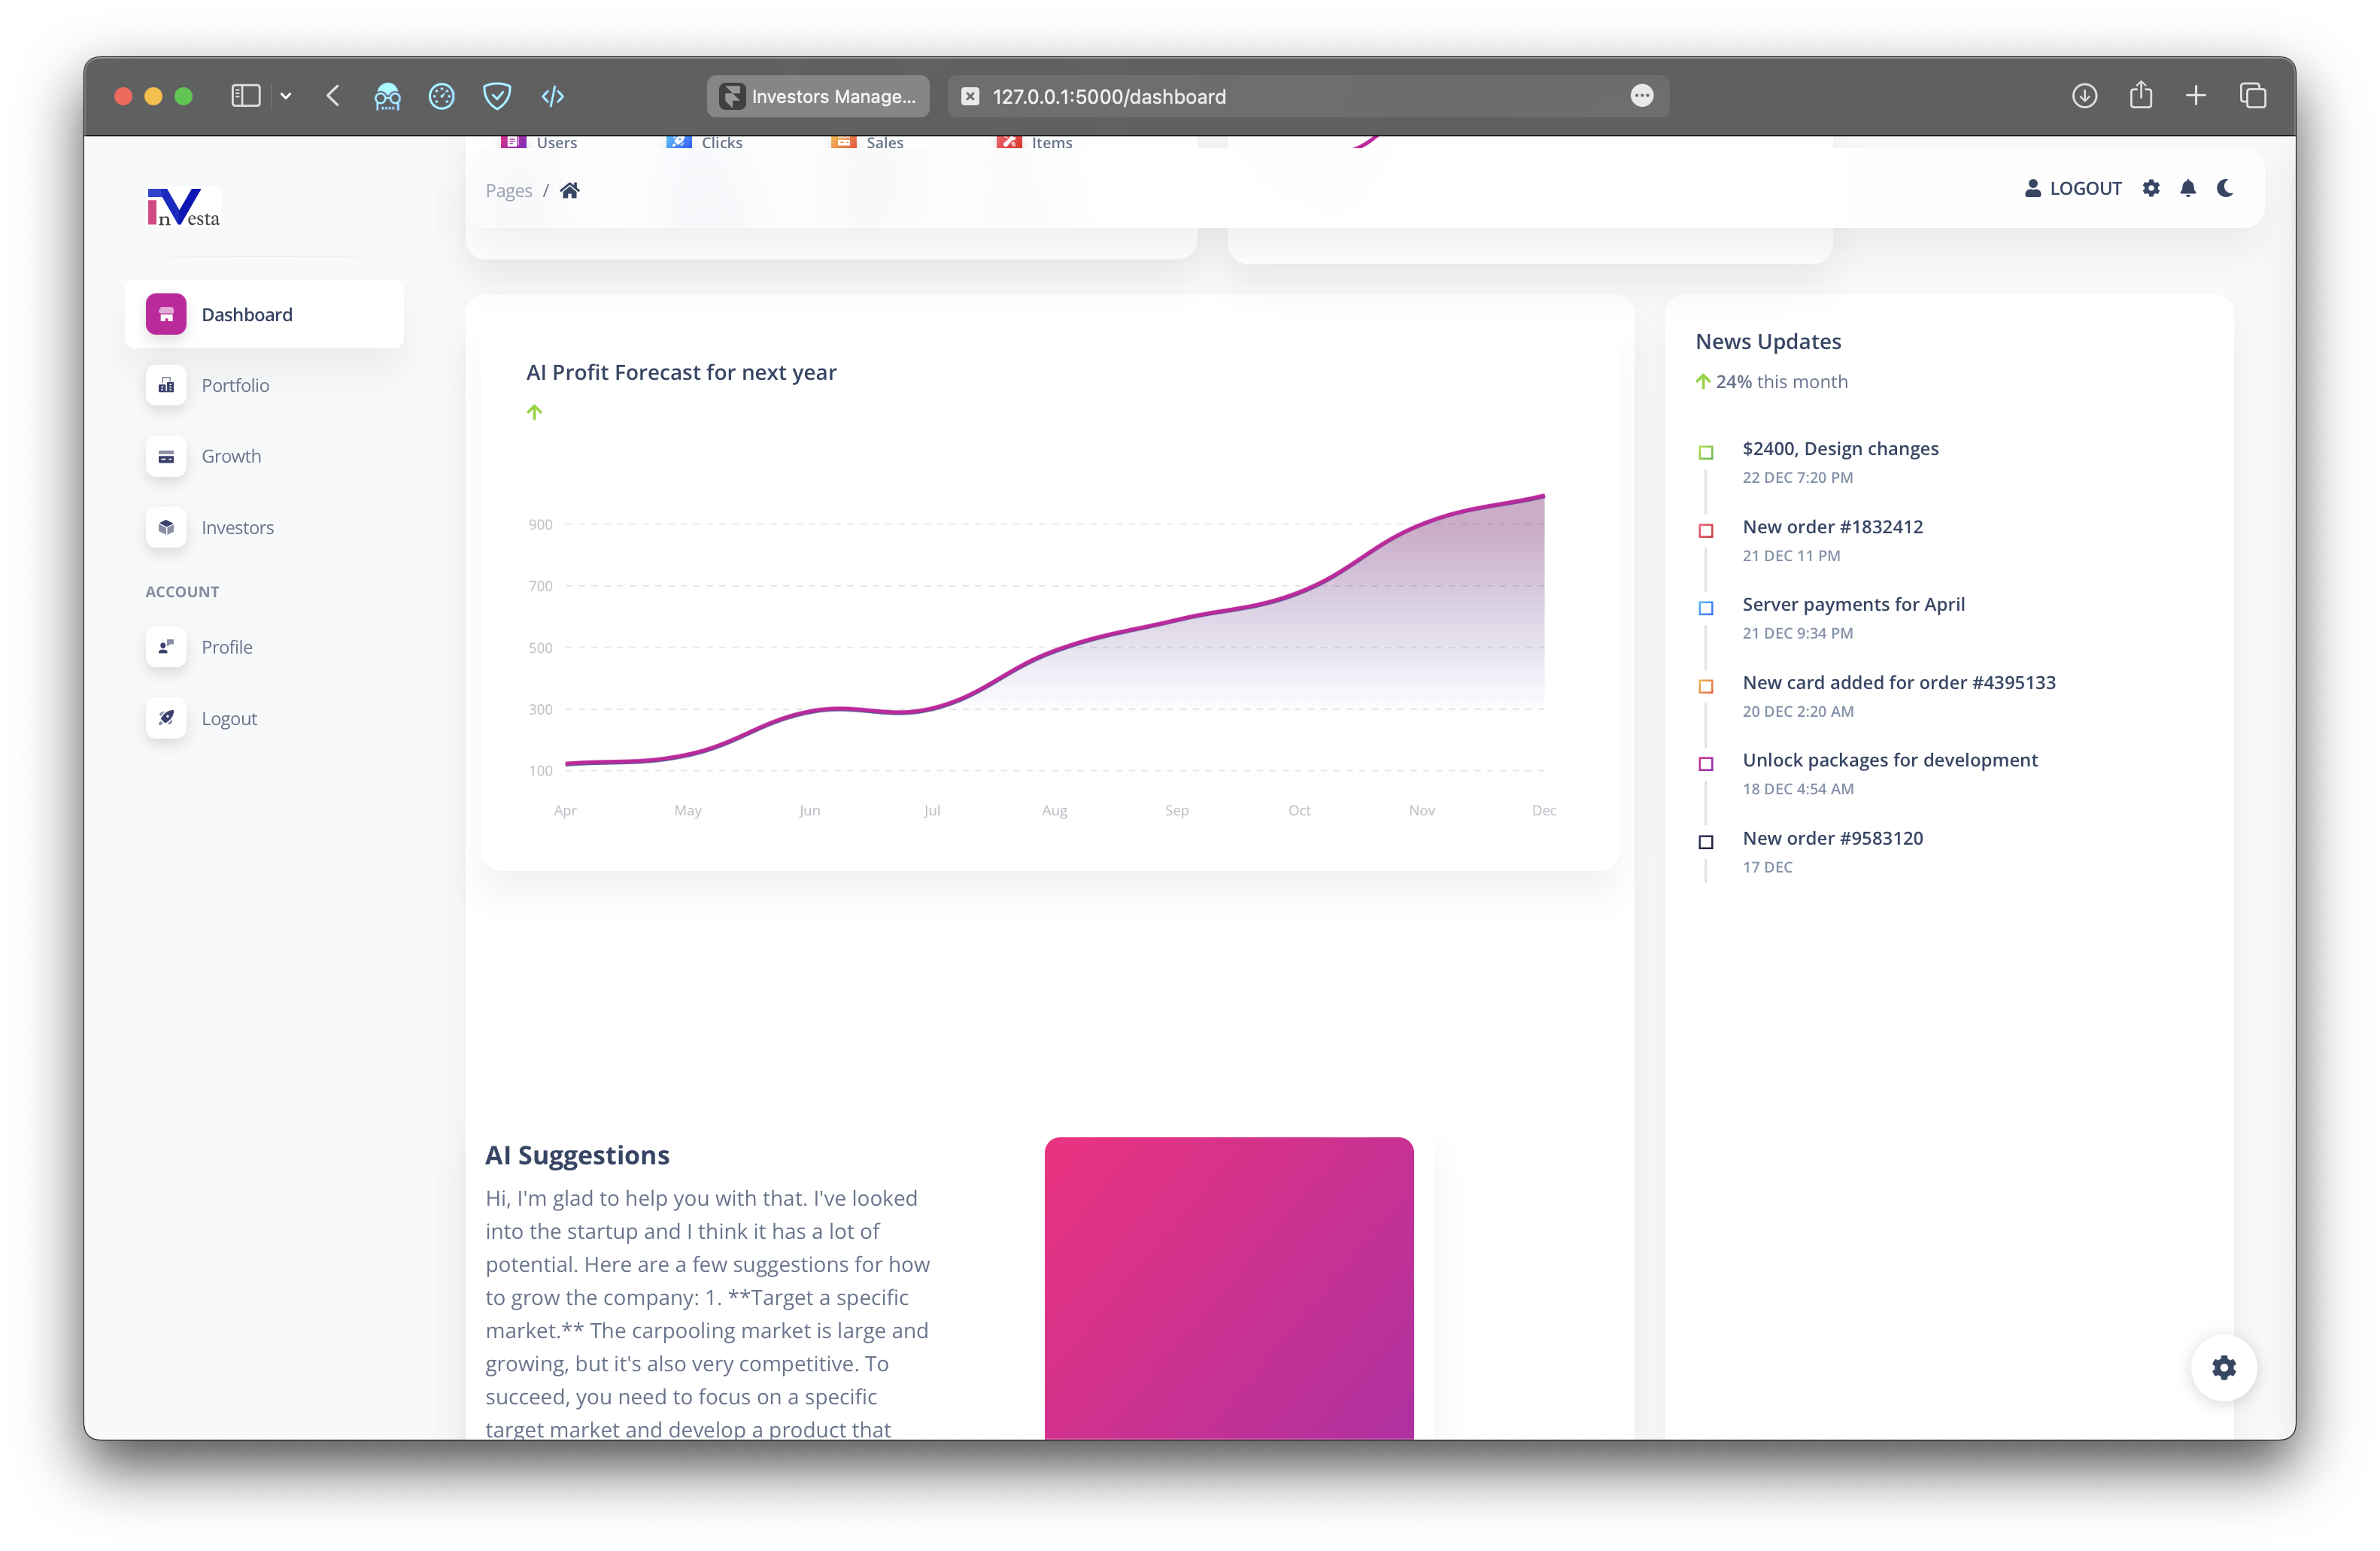 Investors Manage...
127.0.0.1:5000/dashboard
Users
Clicks
Sales
Items
Pages /
LOGOUT
inVesta
Dashboard
Portfolio
Growth
Investors
ACCOUNT
Profile
Logout
AI Profit Forecast for next year
900
700
500
300
100
Apr
May
Jun
Jul
Aug
Sep
Oct
Nov
Dec
AI Suggestions
Hi, I'm glad to help you with that. I've looked
into the startup and I think it has a lot of
potential. Here are a few suggestions for how
to grow the company: 1. **Target a specific
market.** The carpooling market is large and
growing, but it's also very competitive. To
succeed, you need to focus on a specific
target market and develop a product that
News Updates
24% this month
$2400, Design changes
22 DEC 7:20 PM
New order #1832412
21 DEC 11 PM
Server payments for April
21 DEC 9:34 PM
New card added for order #4395133
20 DEC 2:20 AM
Unlock packages for development
18 DEC 4:54 AM
New order #9583120
17 DEC